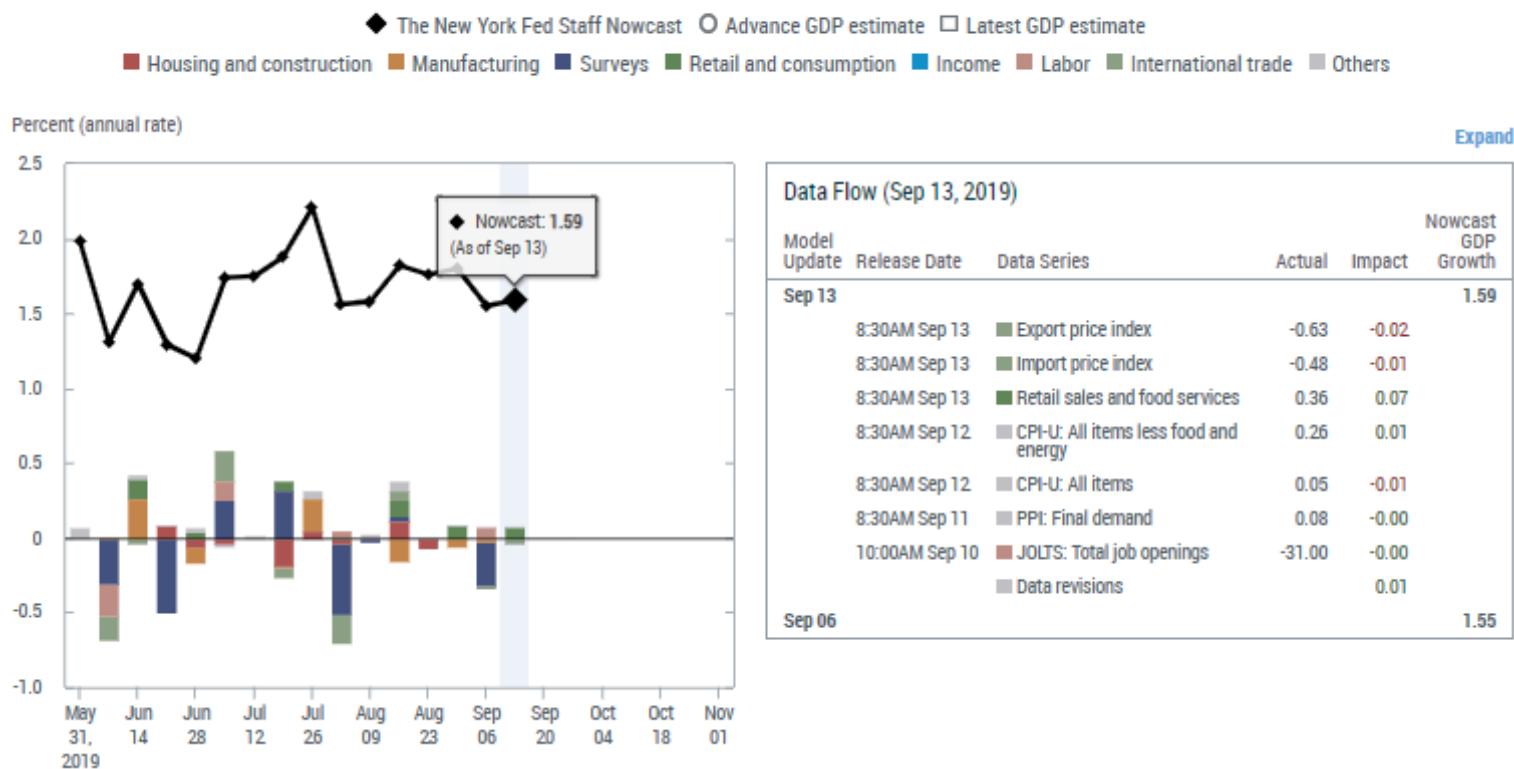 The New York Fed Staff Nowcast Advance GDP estimate Latest GDP estimate
Housing and construction Manufacturing Surveys Retail and consumption Income Labor International trade Others
Percent (annual rate)
Expand
2.5
2.0
1.5
1.0
0.5
0
-0.5
-1.0
Nowcast: 1.59
(As of Sep 13)
May 31, 2019
Jun 14
Jun 28
Jul 12
Jul 26
Aug 09
Aug 23
Sep 06
Sep 20
Oct 04
Oct 18
Nov 01
Data Flow (Sep 13, 2019)
Model Update Release Date Data Series Actual Impact Nowcast GDP Growth
Sep 13 1.59
8:30AM Sep 13 Export price index -0.63 -0.02
8:30AM Sep 13 Import price index -0.48 -0.01
8:30AM Sep 13 Retail sales and food services 0.36 0.07
8:30AM Sep 12 CPI-U: All items less food and energy 0.26 0.01
8:30AM Sep 12 CPI-U: All items 0.05 -0.01
8:30AM Sep 11 PPI: Final demand 0.08 -0.00
10:00AM Sep 10 JOLTS: Total job openings -31.00 -0.00
Data revisions 0.01
Sep 06 1.55